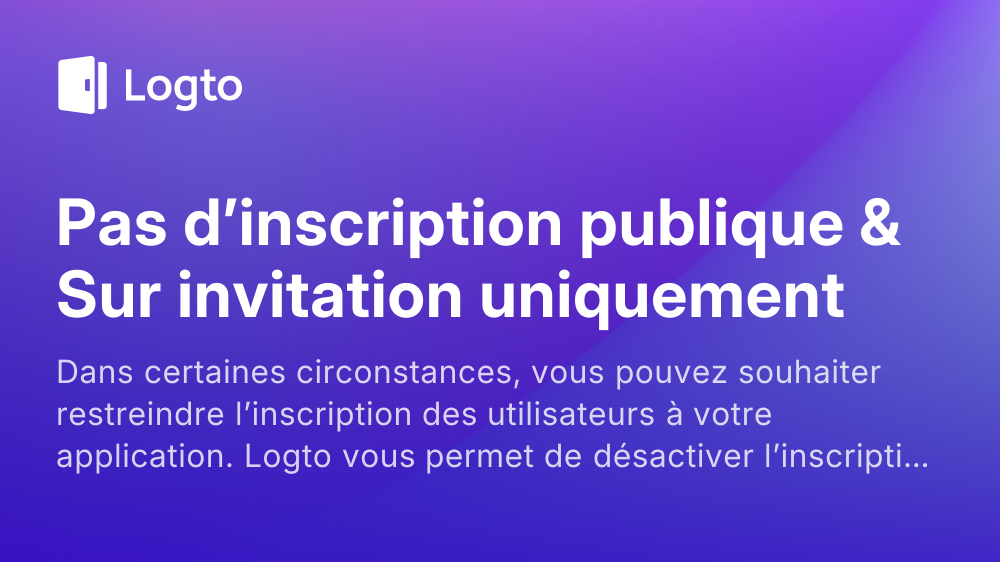 Logto
Pas d’inscription publique &
Sur invitation uniquement
Dans certaines circonstances, vous pouvez souhaiter
restreindre l’inscription des utilisateurs à votre
application. Logto vous permet de désactiver l’inscripti...